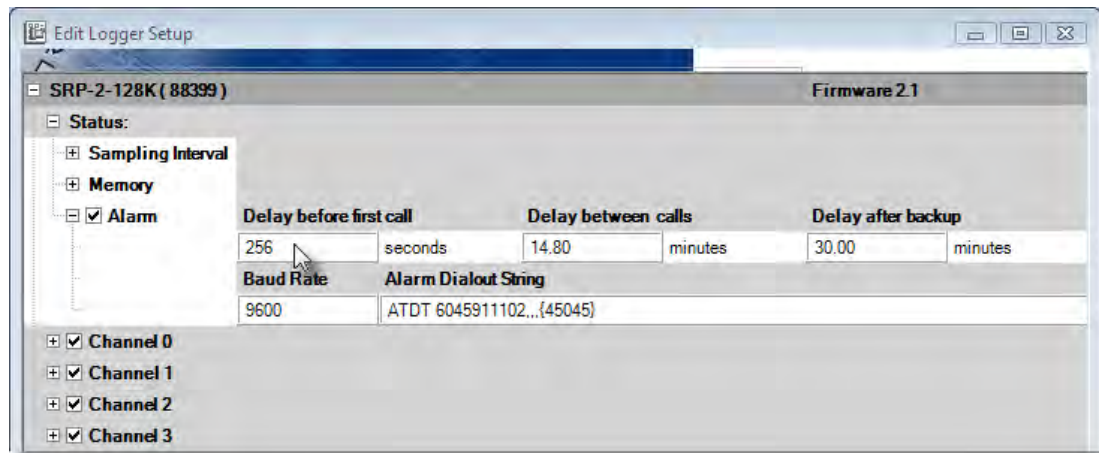 Edit Logger Setup
SRP-2-128K ( 88399 ) Firmware 2.1
Status:
Sampling Interval
Memory
Alarm Delay before first call Delay between calls Delay after backup
256 seconds 14.80 minutes 30.00 minutes
Baud Rate Alarm Dialout String
9600 ATDT 6045911102,,,{45045}
Channel 0
Channel 1
Channel 2
Channel 3